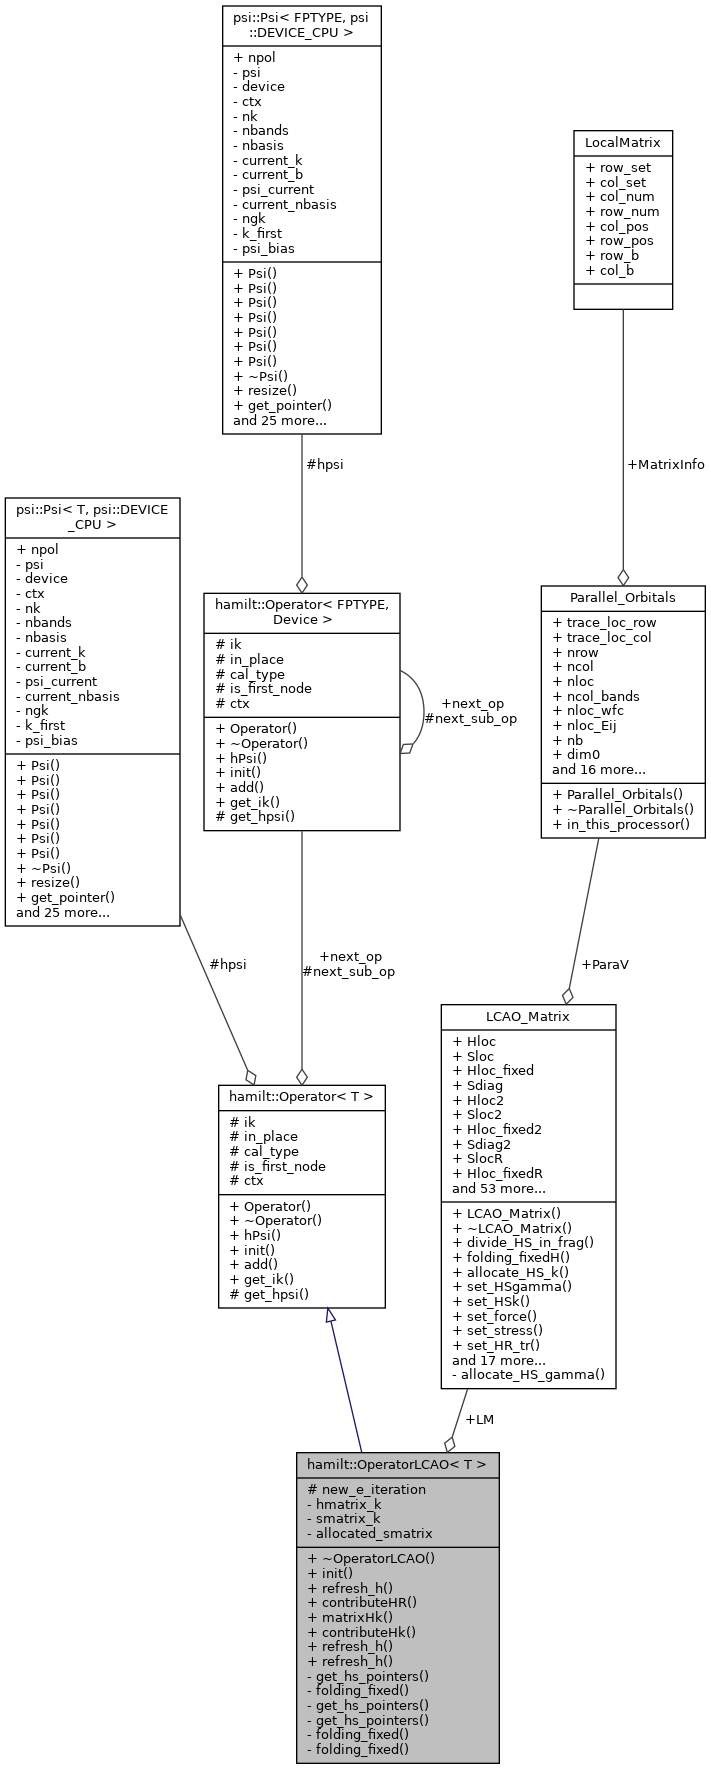 psi::Psi< FPTYPE, psi
::DEVICE_CPU >
+ npol
- psi
- device
- ctx
- nk
- nbands
- nbasis
- current_k
- current_b
- psi_current
- current_nbasis
- ngk
- k_first
- psi_bias
+ Psi()
+ Psi()
+ Psi()
+ Psi()
+ Psi()
+ Psi()
+ Psi()
+ ~Psi()
+ resize()
+ get_pointer()
and 25 more...
LocalMatrix
+ row_set
+ col_set
+ col_num
+ row_num
+ col_pos
+ row_pos
+ row_b
+ col_b
#hpsi
+MatrixInfo
psi::Psi< T, psi::DEVICE
_CPU >
+ npol
- psi
- device
- ctx
- nk
- nbands
- nbasis
- current_k
- current_b
- psi_current
- current_nbasis
- ngk
- k_first
- psi_bias
+ Psi()
+ Psi()
+ Psi()
+ Psi()
+ Psi()
+ Psi()
+ Psi()
+ ~Psi()
+ resize()
+ get_pointer()
and 25 more...
hamilt::Operator< FPTYPE,
Device >
# ik
# in_place
# cal_type
# is_first_node
# ctx
+ Operator()
+ ~Operator()
+ hPsi()
+ init()
+ add()
+ get_ik()
# get_hpsi()
+next_op
#next_sub_op
Parallel_Orbitals
+ trace_loc_row
+ trace_loc_col
+ nrow
+ ncol
+ nloc
+ ncol_bands
+ nloc_wfc
+ nloc_Eij
+ nb
+ dim0
and 16 more...
+ Parallel_Orbitals()
+ ~Parallel_Orbitals()
+ in_this_processor()
#hpsi
+next_op
#next_sub_op
+ParaV
hamilt::Operator< T >
# ik
# in_place
# cal_type
# is_first_node
# ctx
+ Operator()
+ ~Operator()
+ hPsi()
+ init()
+ add()
+ get_ik()
# get_hpsi()
LCAO_Matrix
+ Hloc
+ Sloc
+ Hloc_fixed
+ Sdiag
+ Hloc2
+ Sloc2
+ Hloc_fixed2
+ Sdiag2
+ SlocR
+ Hloc_fixedR
and 53 more...
+ LCAO_Matrix()
+ ~LCAO_Matrix()
+ divide_HS_in_frag()
+ folding_fixedH()
+ allocate_HS_k()
+ set_HSgamma()
+ set_HSk()
+ set_force()
+ set_stress()
+ set_HR_tr()
and 17 more...
- allocate_HS_gamma()
+LM
hamilt::OperatorLCAO< T >
# new_e_iteration
- hmatrix_k
- smatrix_k
- allocated_smatrix
+ ~OperatorLCAO()
+ init()
+ refresh_h()
+ contributeHR()
+ matrixHk()
+ contributeHk()
+ refresh_h()
+ refresh_h()
- get_hs_pointers()
- folding_fixed()
- get_hs_pointers()
- get_hs_pointers()
- folding_fixed()
- folding_fixed()